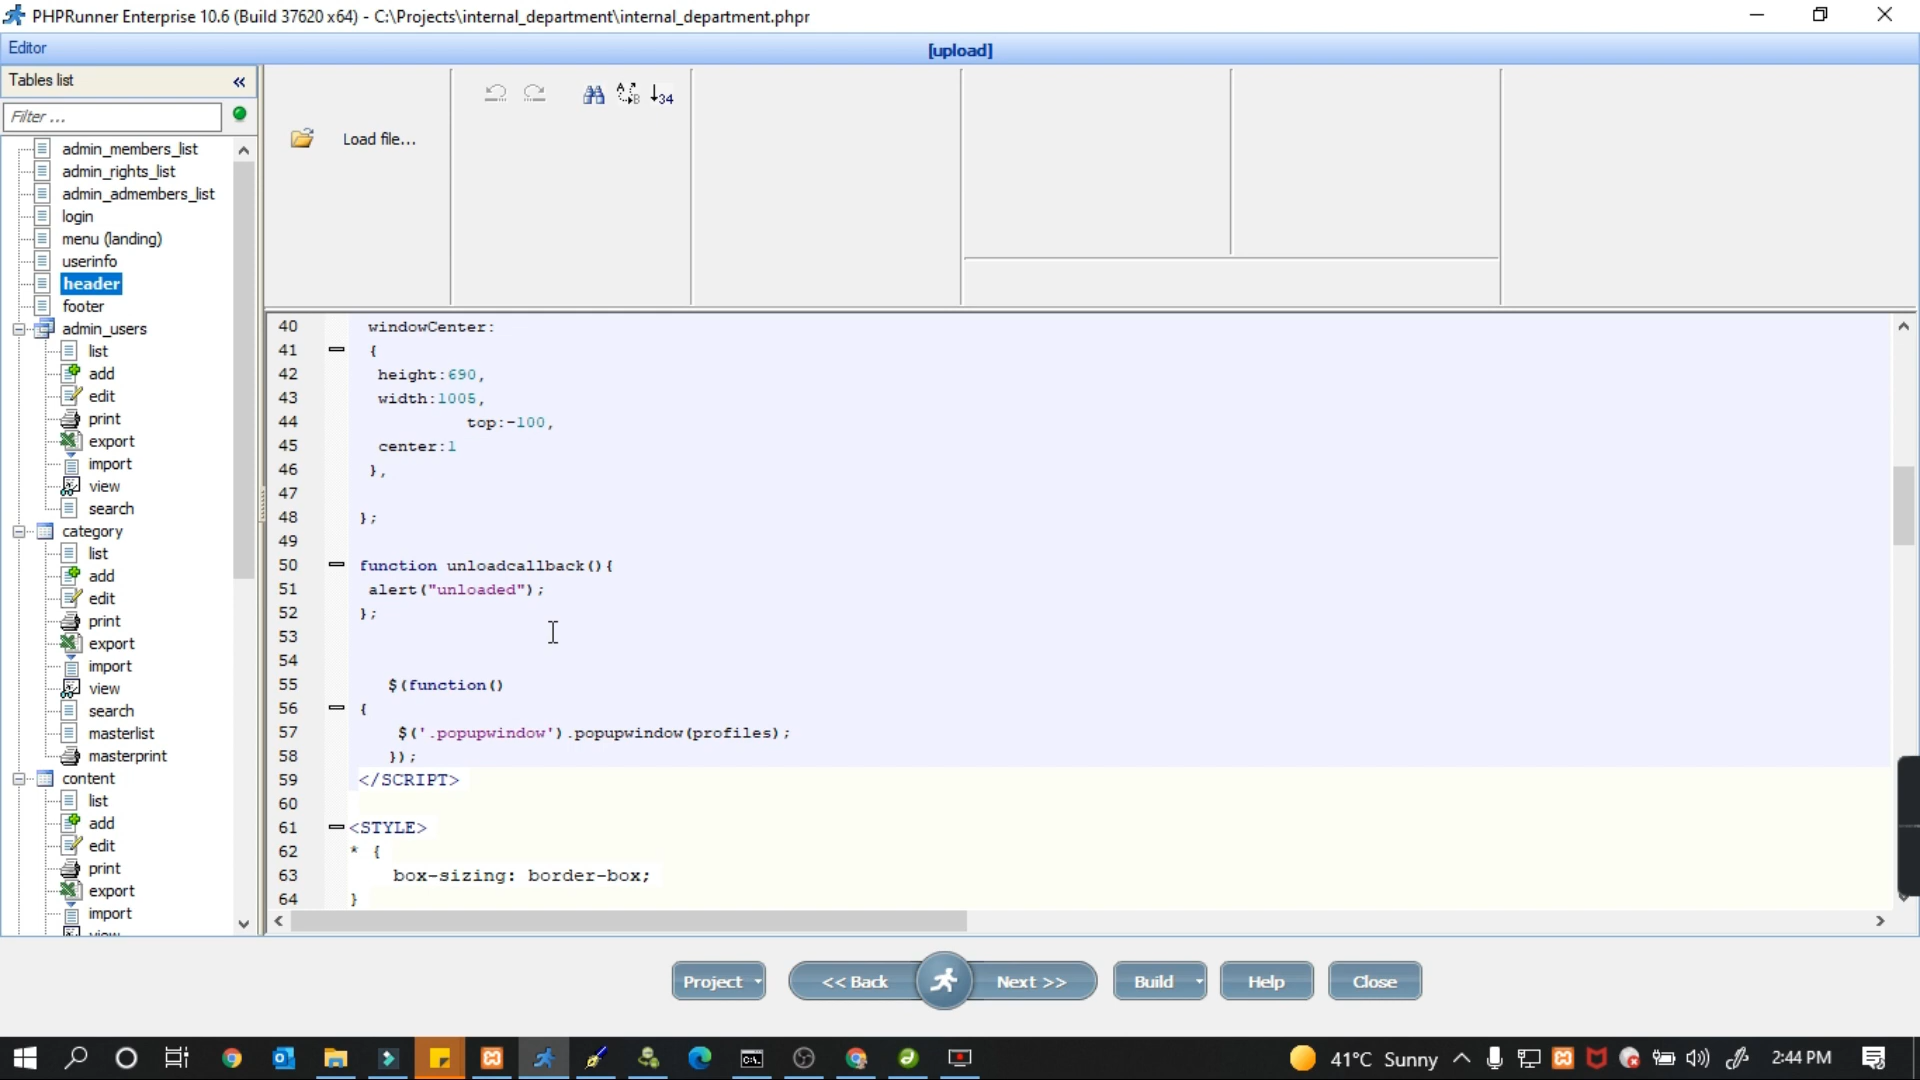 PHPRunner Enterprise 10.6 (Build 37620 x64) - C:\Projects\internal_department\internal_department.phpr
Editor
[upload]
Tables list
«
Filter ...
Load file...
34
admin_members_list
admin_rights_list
admin_admembers_list
login
menu (landing)
userinfo
header
footer
admin_users
list
add
edit
print
export
import
view
search
category
list
add
edit
print
export
import
view
search
masterlist
masterprint
content
list
add
edit
print
export
import
view
40 windowCenter:
41 {
42 height:690,
43 width:1005,
44 top:-100,
45 center:1
46 },
47
48 };
49
50 function unloadcallback(){
51 alert("unloaded");
52 };
53
54
55 $(function()
56 {
57 $('.popupwindow').popupwindow(profiles);
58 });
59 </SCRIPT>
60
61 <STYLE>
62 * {
63 box-sizing: border-box;
64 }
Project
<< Back
Next >>
Build
Help
Close
41°C Sunny
2:44 PM